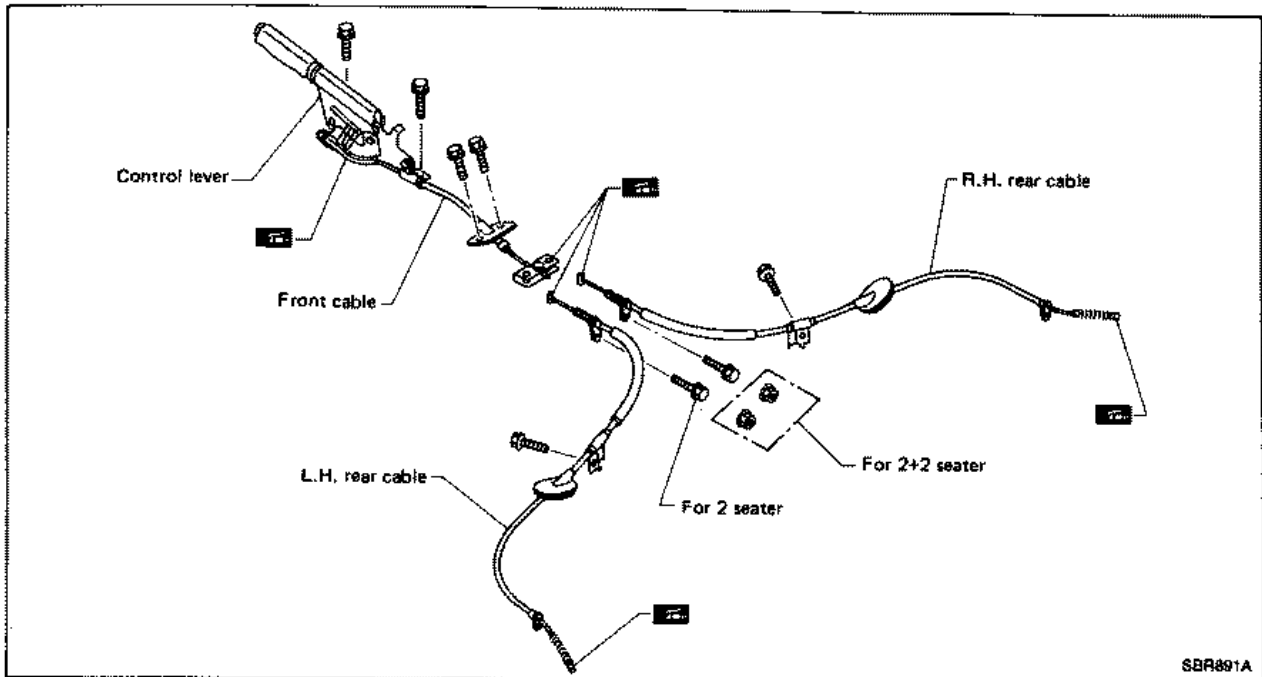 Control lever
R.H. rear cable
Front cable
For 2+2 seater
L.H. rear cable
For 2 seater
SBR891A